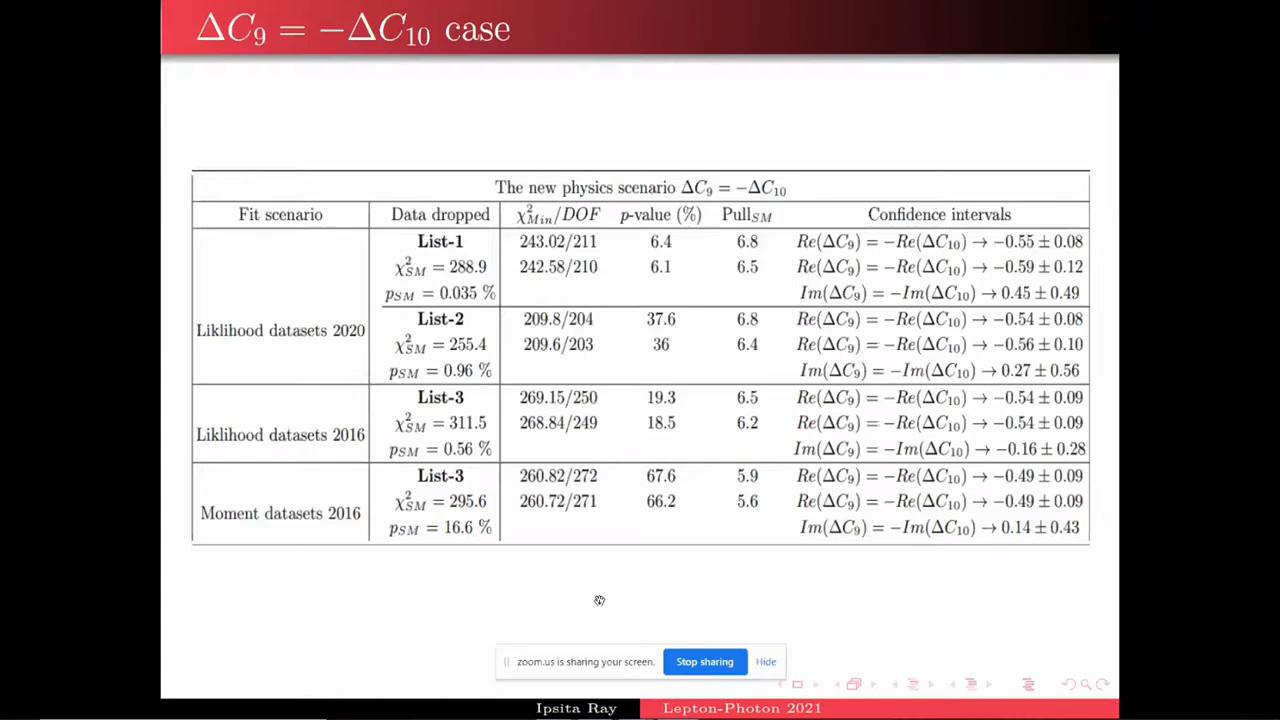 ΔC₉ = −ΔC₁₀ case
The new physics scenario ΔC₉ = −ΔC₁₀
Fit scenario Data dropped χ²_Min/DOF p-value (%) Pull_SM Confidence intervals
List-1 243.02/211 6.4 6.8 Re(ΔC₉) = −Re(ΔC₁₀) → −0.55 ± 0.08
χ²_SM = 288.9 242.58/210 6.1 6.5 Re(ΔC₉) = −Re(ΔC₁₀) → −0.59 ± 0.12
p_SM = 0.035 % Im(ΔC₉) = −Im(ΔC₁₀) → 0.45 ± 0.49
Liklihood datasets 2020
List-2 209.8/204 37.6 6.8 Re(ΔC₉) = −Re(ΔC₁₀) → −0.54 ± 0.08
χ²_SM = 255.4 209.6/203 36 6.4 Re(ΔC₉) = −Re(ΔC₁₀) → −0.56 ± 0.10
p_SM = 0.96 % Im(ΔC₉) = −Im(ΔC₁₀) → 0.27 ± 0.56
List-3 269.15/250 19.3 6.5 Re(ΔC₉) = −Re(ΔC₁₀) → −0.54 ± 0.09
χ²_SM = 311.5 268.84/249 18.5 6.2 Re(ΔC₉) = −Re(ΔC₁₀) → −0.54 ± 0.09
Liklihood datasets 2016
p_SM = 0.56 % Im(ΔC₉) = −Im(ΔC₁₀) → −0.16 ± 0.28
List-3 260.82/272 67.6 5.9 Re(ΔC₉) = −Re(ΔC₁₀) → −0.49 ± 0.09
χ²_SM = 295.6 260.72/271 66.2 5.6 Re(ΔC₉) = −Re(ΔC₁₀) → −0.49 ± 0.09
Moment datasets 2016
p_SM = 16.6 % Im(ΔC₉) = −Im(ΔC₁₀) → 0.14 ± 0.43
zoom.us is sharing your screen. Stop sharing Hide
Ipsita Ray Lepton-Photon 2021